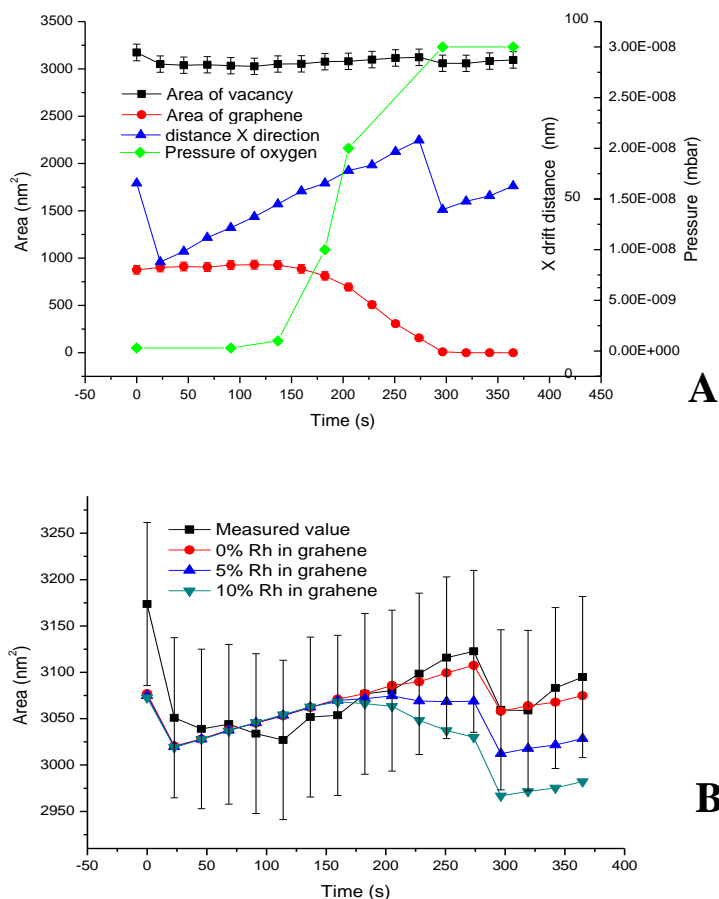 3500
3000
2500
2000
1500
1000
500
0
Area (nm²)
Area of vacancy
Area of graphene
distance X direction
Pressure of oxygen
-50 0 50 100 150 200 250 300 350 400 450
Time (s)
100
50
0
X drift distance (nm)
3.00E-008
2.50E-008
2.00E-008
1.50E-008
1.00E-008
5.00E-009
0.00E+000
Pressure (mbar)
A
3250
3200
3150
3100
3050
3000
2950
Area (nm²)
Measured value
0% Rh in grahene
5% Rh in grahene
10% Rh in grahene
-50 0 50 100 150 200 250 300 350 400
Time (s)
B